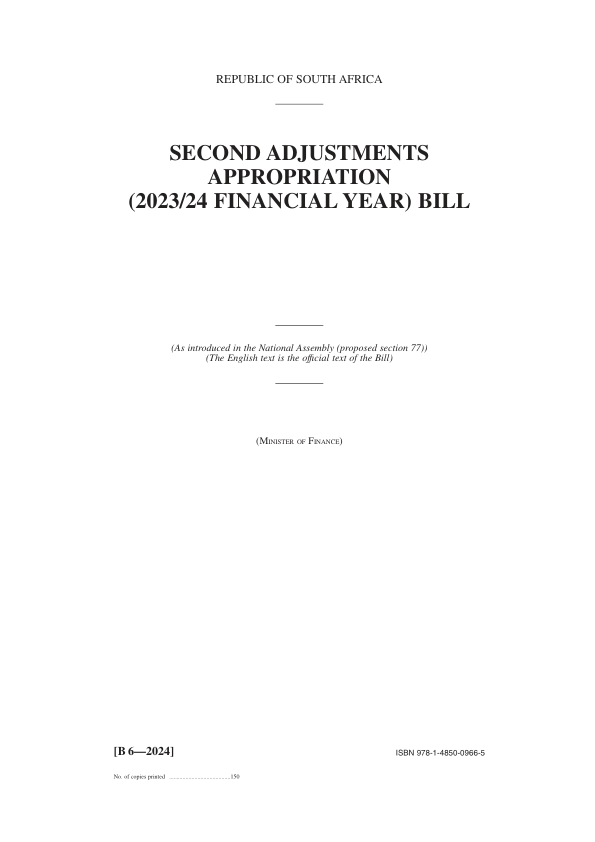 REPUBLIC OF SOUTH AFRICA
SECOND ADJUSTMENTS
APPROPRIATION
(2023/24 FINANCIAL YEAR) BILL
(As introduced in the National Assembly (proposed section 77))
(The English text is the official text of the Bill)
(Minister of Finance)
[B 6—2024]
ISBN 978-1-4850-0966-5
No. of copies printed ........................................150